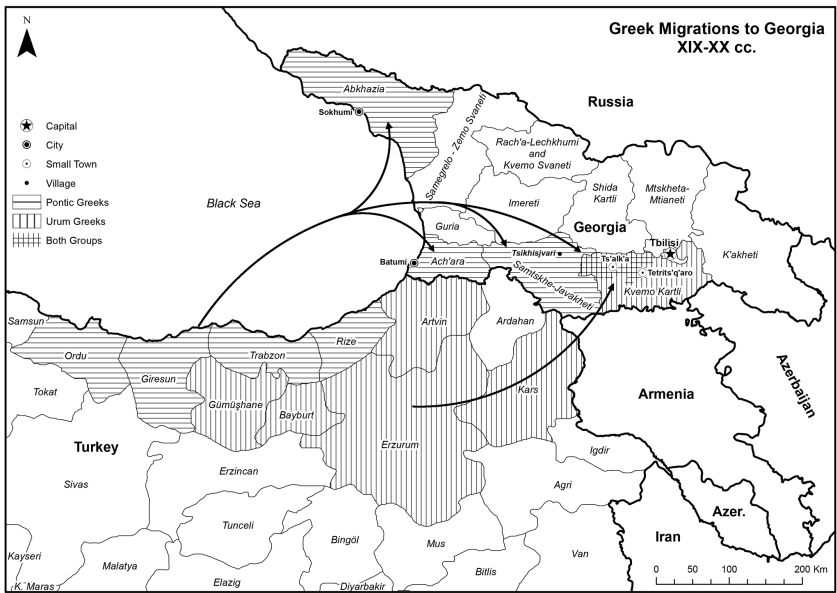 N
Greek Migrations to Georgia
XIX-XX cc.
Capital
City
Small Town
Village
Pontic Greeks
Urum Greeks
Both Groups
Abkhazia
Sokhumi
Russia
Samegrelo - Zemo Svaneti
Rach'a-Lechkhumi
and
Kvemo Svaneti
Black Sea
Imereti
Shida
Kartli
Mtskheta-
Mtianeti
Guria
Georgia
Tbilisi
K'akheti
Batumi
Ach'ara
Tsikhisjvari
Ts'alk'a
Tetrits'q'aro
Samtskhe-Javakheti
Kvemo Kartli
Samsun
Ordu
Giresun
Trabzon
Rize
Artvin
Ardahan
Tokat
Gümüşhane
Bayburt
Kars
Armenia
Azerbaijan
Turkey
Erzurum
Sivas
Erzincan
Igdir
Agri
Tunceli
Azer.
Iran
Kayseri
Malatya
Bingöl
Mus
Van
K. Maras
Elazig
Diyarbakir
Bitlis
0 50 100 200 Km